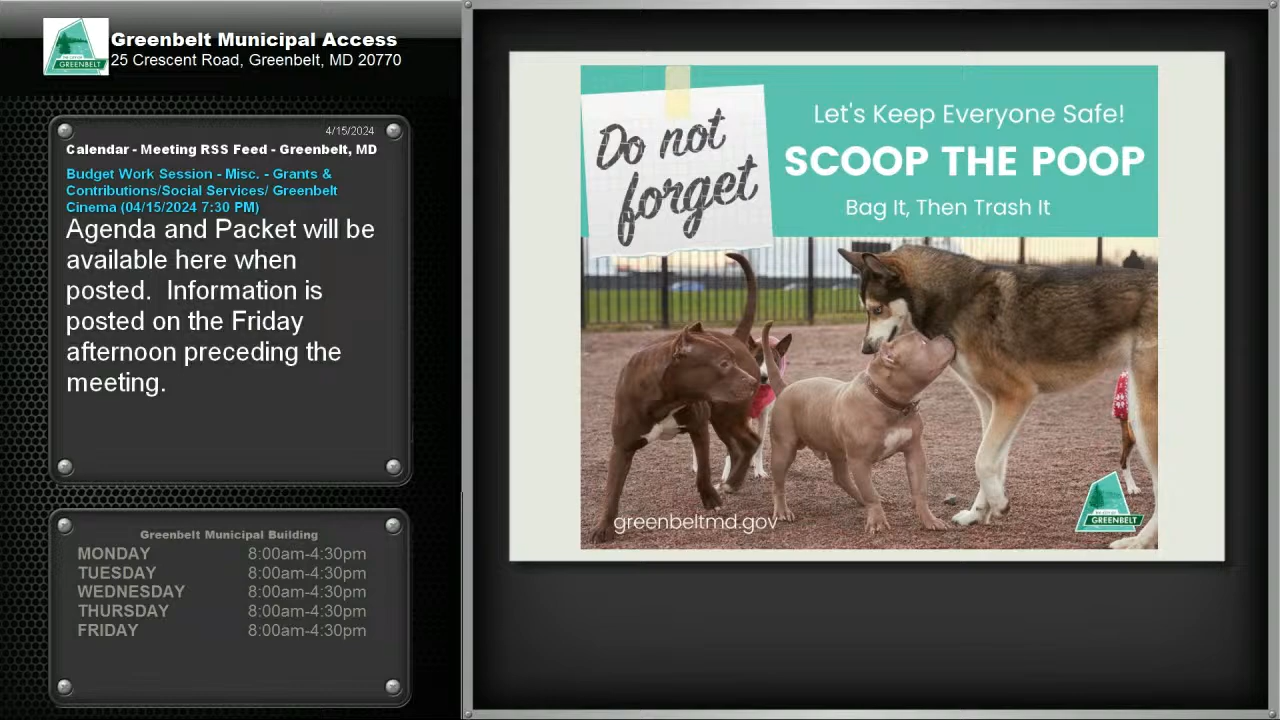 Greenbelt Municipal Access
25 Crescent Road, Greenbelt, MD 20770
4/15/2024
Calendar - Meeting RSS Feed - Greenbelt, MD
Budget Work Session - Misc. - Grants &
Contributions/Social Services/ Greenbelt
Cinema (04/15/2024 7:30 PM)
Agenda and Packet will be
available here when
posted.  Information is
posted on the Friday
afternoon preceding the
meeting.
Greenbelt Municipal Building
MONDAY 8:00am-4:30pm
TUESDAY 8:00am-4:30pm
WEDNESDAY 8:00am-4:30pm
THURSDAY 8:00am-4:30pm
FRIDAY 8:00am-4:30pm
Do not
forget
Let's Keep Everyone Safe!
SCOOP THE POOP
Bag It, Then Trash It
greenbeltmd.gov
GREENBELT
GREENBELT